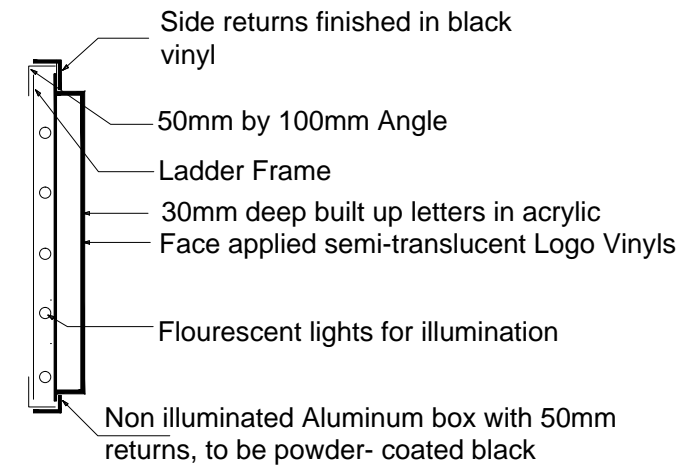 Side returns finished in black
vinyl
50mm by 100mm Angle
Ladder Frame
30mm deep built up letters in acrylic
Face applied semi-translucent Logo Vinyls
Flourescent lights for illumination
Non illuminated Aluminum box with 50mm
returns, to be powder- coated black